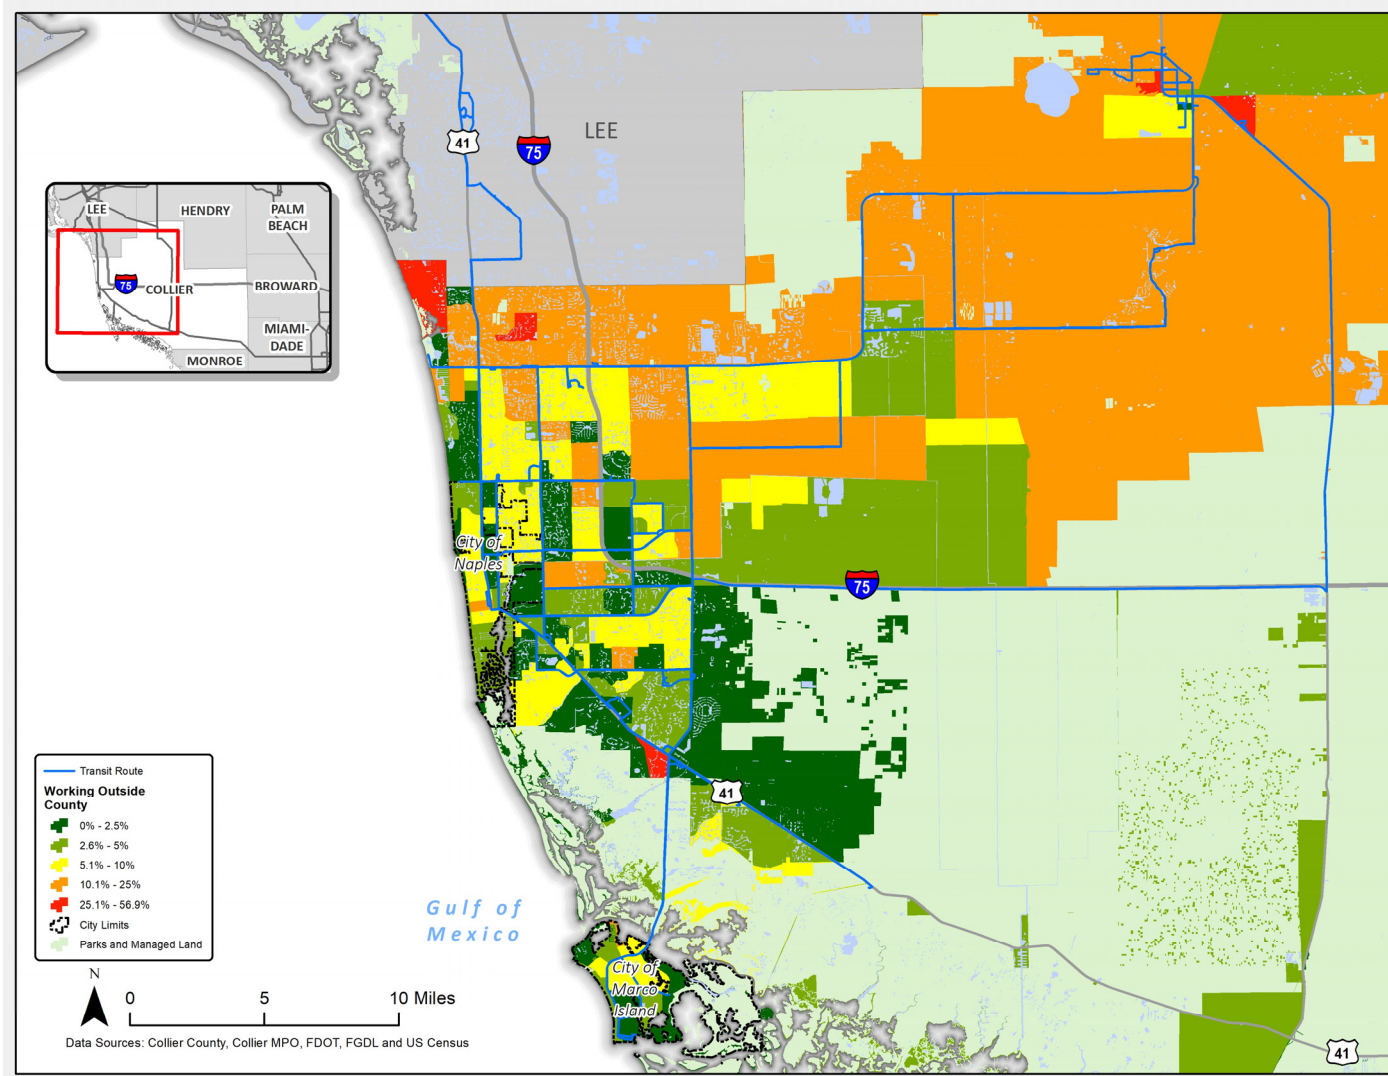 LEE
41
75
LEE
HENDRY
PALM
BEACH
75
COLLIER
BROWARD
MIAMI-
DADE
MONROE
City of
Naples
75
41
Transit Route
Working Outside
County
0% - 2.5%
2.6% - 5%
5.1% - 10%
10.1% - 25%
25.1% - 56.9%
City Limits
Parks and Managed Land
Gulf of
Mexico
City of
Marco
Island
N
0 5 10 Miles
Data Sources: Collier County, Collier MPO, FDOT, FGDL and US Census
41